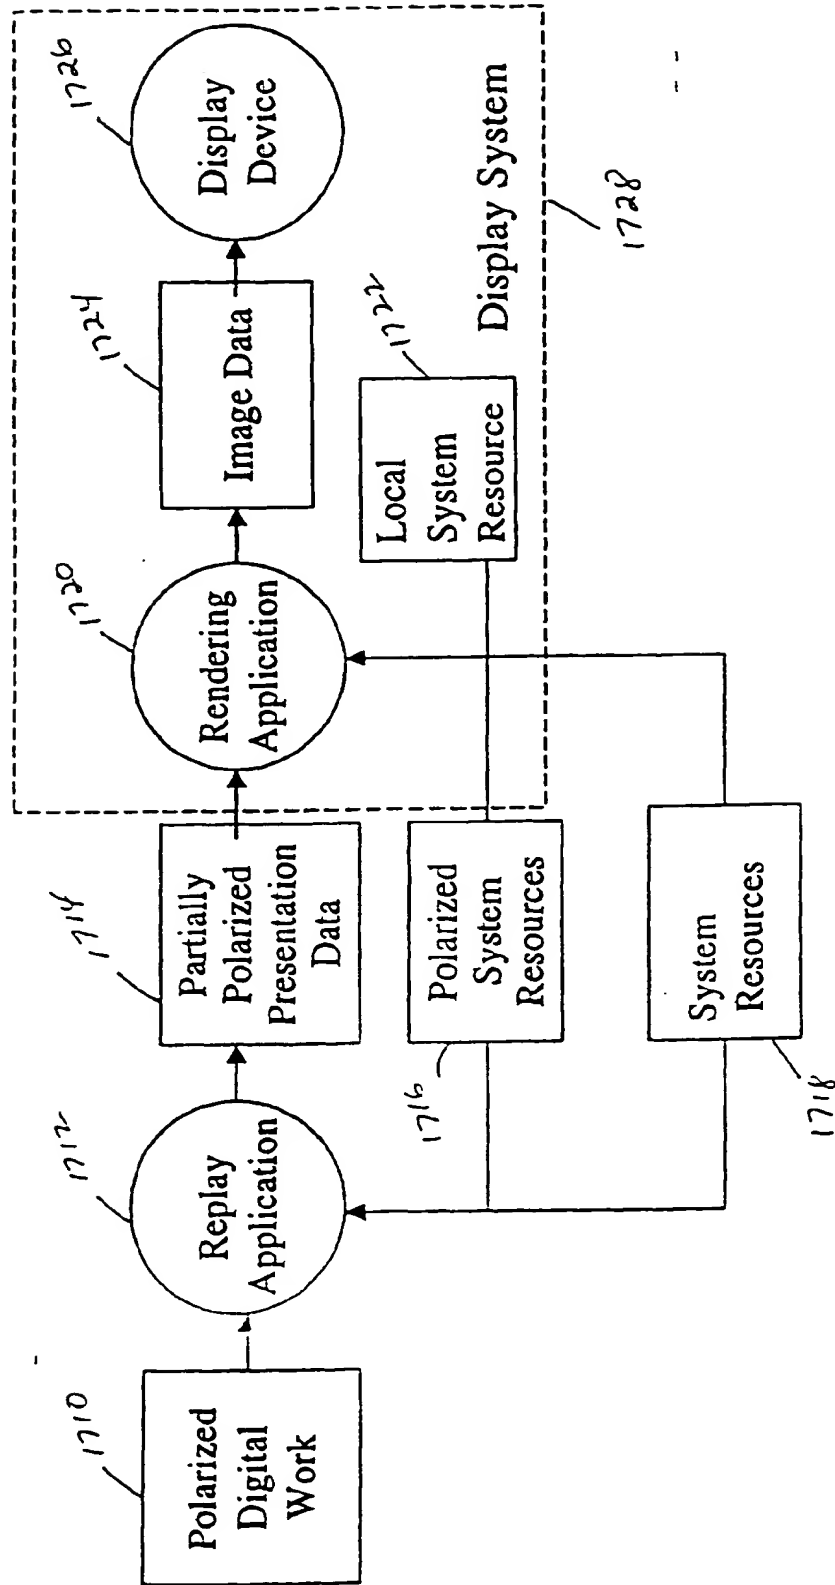 1710
Polarized
Digital
Work
1712
Replay
Application
1714
Partially
Polarized
Presentation
Data
1720
Rendering
Application
1724
Image Data
1726
Display
Device
1716
Polarized
System
Resources
1722
Local
System
Resource
Display System
1728
1718
System
Resources